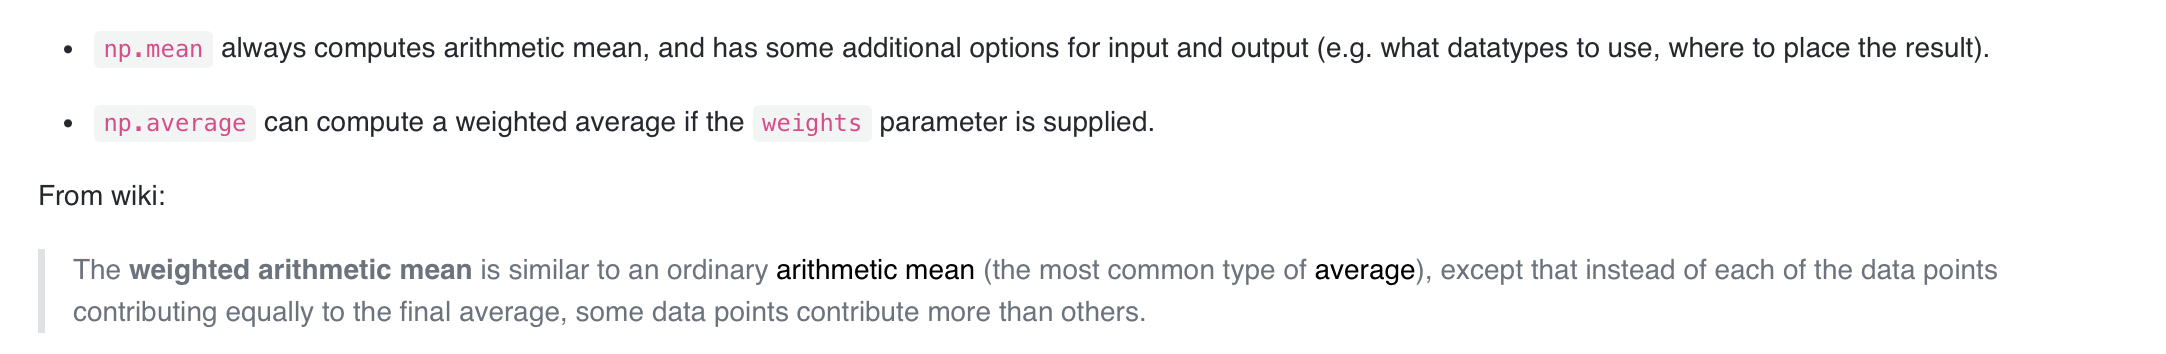 • np.mean always computes arithmetic mean, and has some additional options for input and output (e.g. what datatypes to use, where to place the result).
• np.average can compute a weighted average if the weights parameter is supplied.
From wiki:
The weighted arithmetic mean is similar to an ordinary arithmetic mean (the most common type of average), except that instead of each of the data points
contributing equally to the final average, some data points contribute more than others.